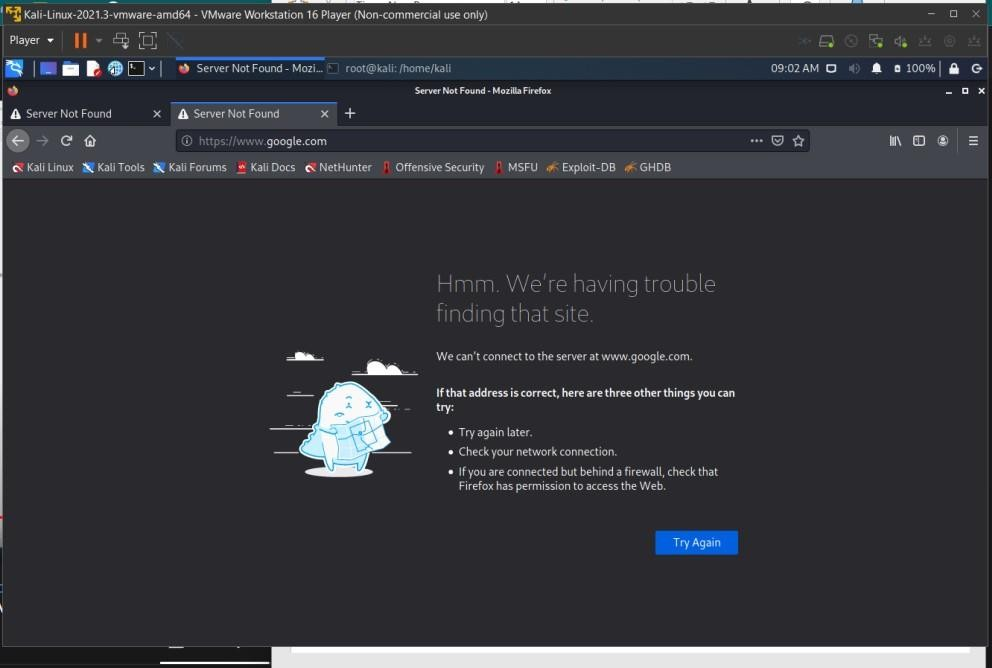 Kali-Linux-2021.3-vmware-amd64 - VMware Workstation 16 Player (Non-commercial use only)
Player
Server Not Found - Mozi... root@kali: /home/kali 09:02 AM 100%
Server Not Found - Mozilla Firefox
Server Not Found Server Not Found
https://www.google.com
Kali Linux Kali Tools Kali Forums Kali Docs NetHunter Offensive Security MSFU Exploit-DB GHDB
Hmm. We're having trouble
finding that site.
We can't connect to the server at www.google.com.
If that address is correct, here are three other things you can
try:
• Try again later.
• Check your network connection.
• If you are connected but behind a firewall, check that
Firefox has permission to access the Web.
Try Again